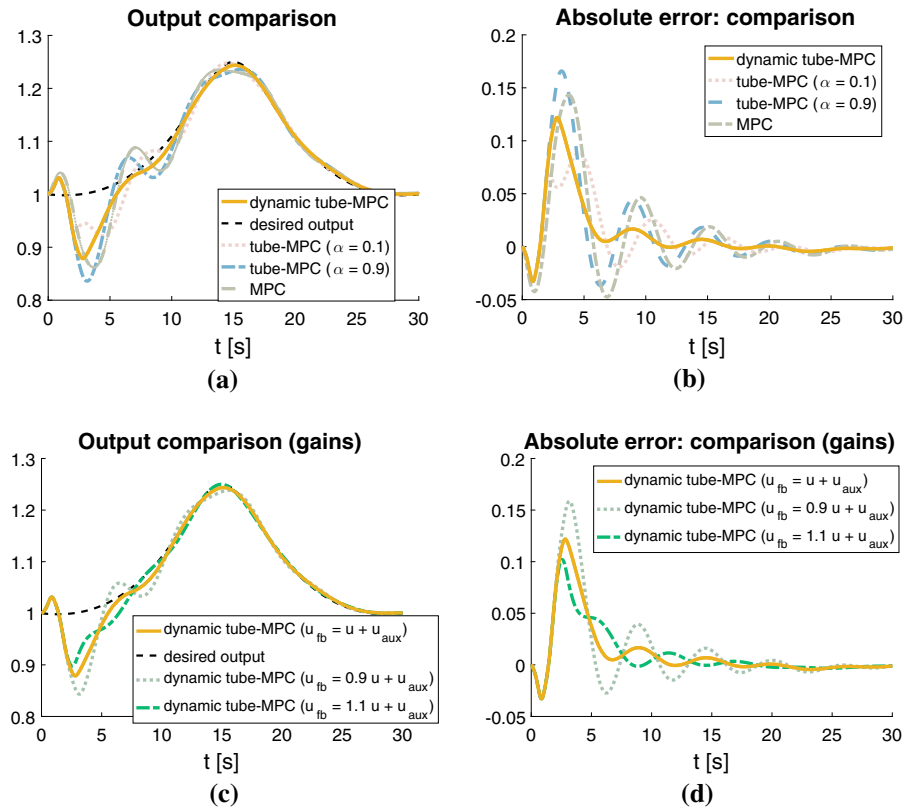 Output comparison
1.3
1.2
1.1
1
0.9
0.8
dynamic tube-MPC
desired output
tube-MPC (α = 0.1)
tube-MPC (α = 0.9)
MPC
0 5 10 15 20 25 30
t [s]
(a)
Absolute error: comparison
0.2
0.15
0.1
0.05
0
-0.05
dynamic tube-MPC
tube-MPC (α = 0.1)
tube-MPC (α = 0.9)
MPC
0 5 10 15 20 25 30
t [s]
(b)
Output comparison (gains)
1.3
1.2
1.1
1
0.9
0.8
dynamic tube-MPC (u_fb = u + u_aux)
desired output
dynamic tube-MPC (u_fb = 0.9 u + u_aux)
dynamic tube-MPC (u_fb = 1.1 u + u_aux)
0 5 10 15 20 25 30
t [s]
(c)
Absolute error: comparison (gains)
0.2
0.15
0.1
0.05
0
-0.05
dynamic tube-MPC (u_fb = u + u_aux)
dynamic tube-MPC (u_fb = 0.9 u + u_aux)
dynamic tube-MPC (u_fb = 1.1 u + u_aux)
0 5 10 15 20 25 30
t [s]
(d)